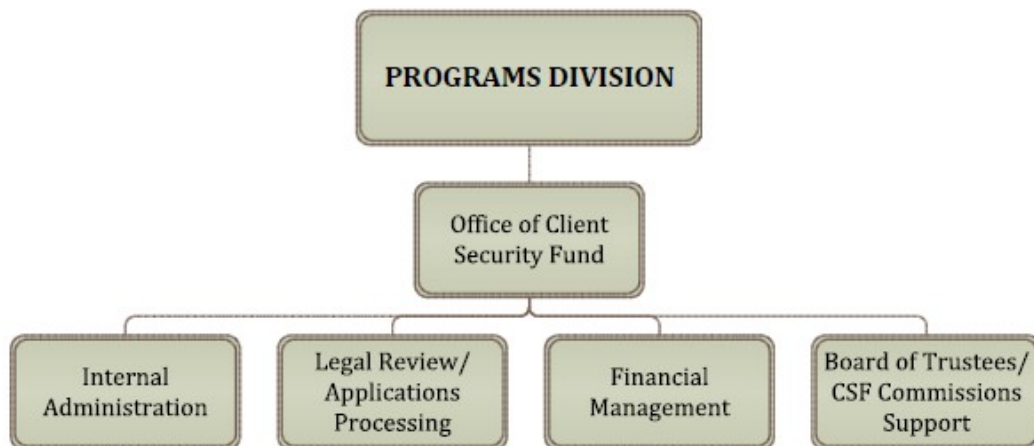 PROGRAMS DIVISION
Office of Client
Security Fund
Internal
Administration
Legal Review/
Applications
Processing
Financial
Management
Board of Trustees/
CSF Commissions
Support